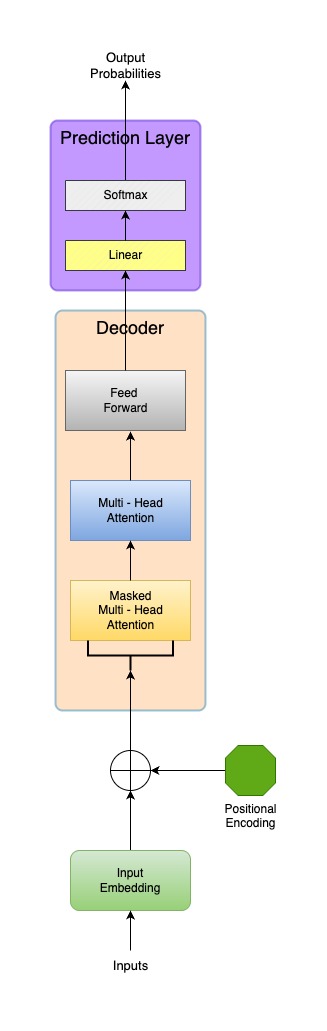 Output
Probabilities
Prediction Layer
Softmax
Linear
Decoder
Feed
Forward
Multi - Head
Attention
Masked
Multi - Head
Attention
Positional
Encoding
Input
Embedding
Inputs